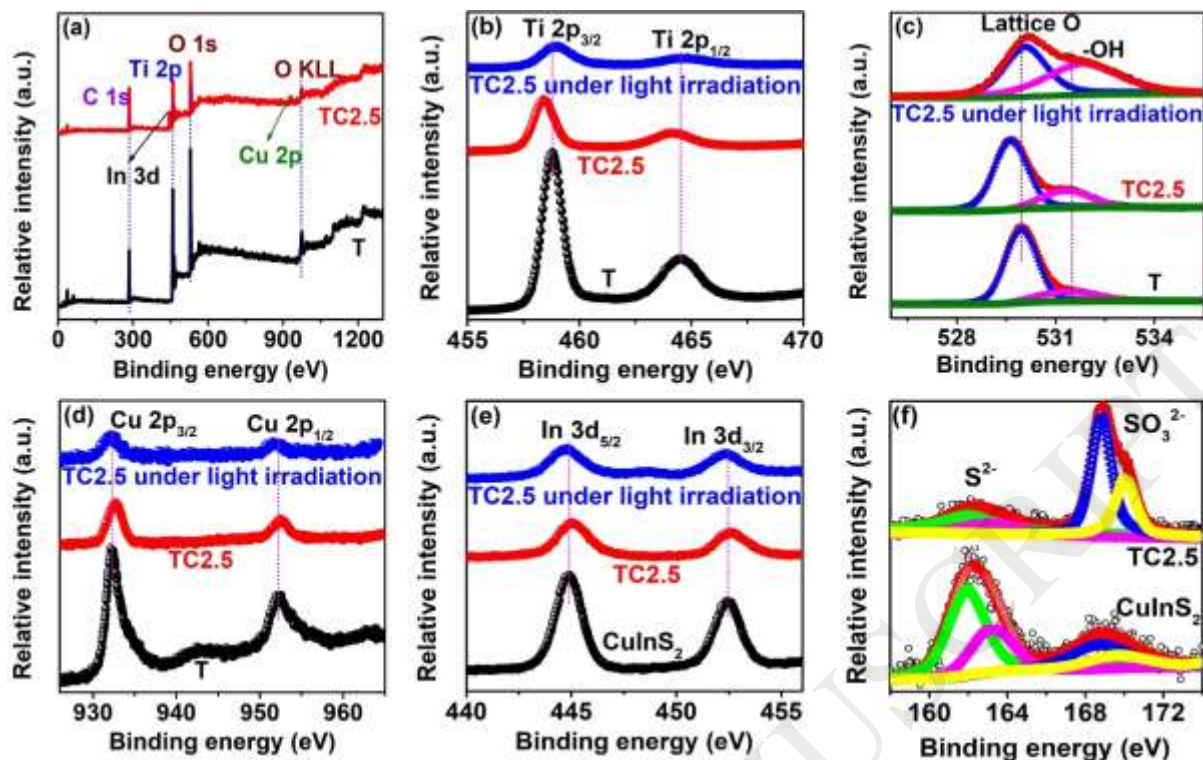 (a)
O 1s
Ti 2p
O KLL
C 1s
TC2.5
Cu 2p
In 3d
T
0 300 600 900 1200
Binding energy (eV)
Relative intensity (a.u.)
(b)
Ti 2p3/2
Ti 2p1/2
TC2.5 under light irradiation
TC2.5
T
455 460 465 470
Binding energy (eV)
Relative intensity (a.u.)
(c)
Lattice O
-OH
TC2.5 under light irradiation
TC2.5
T
528 531 534
Binding energy (eV)
Relative intensity (a.u.)
(d)
Cu 2p3/2
Cu 2p1/2
TC2.5 under light irradiation
TC2.5
T
930 940 950 960
Binding energy (eV)
Relative intensity (a.u.)
(e)
In 3d5/2
In 3d3/2
TC2.5 under light irradiation
TC2.5
CuInS2
440 445 450 455
Binding energy (eV)
Relative intensity (a.u.)
(f)
SO3 2-
S2-
TC2.5
CuInS2
160 164 168 172
Binding energy (eV)
Relative intensity (a.u.)